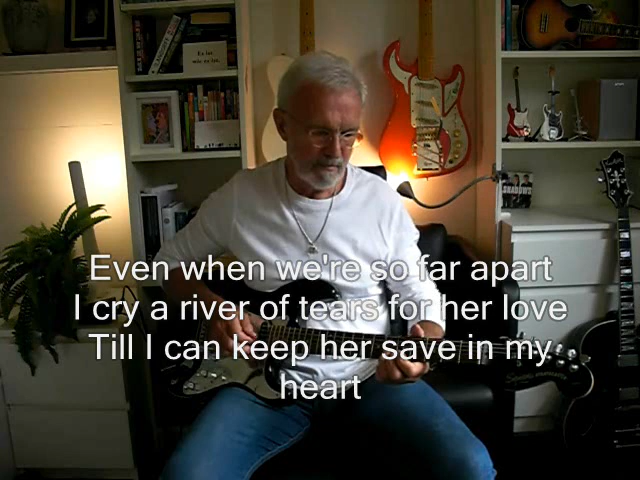 Even when we're so far apart
I cry a river of tears for her love
Till I can keep her save in my
heart
SHADOWS